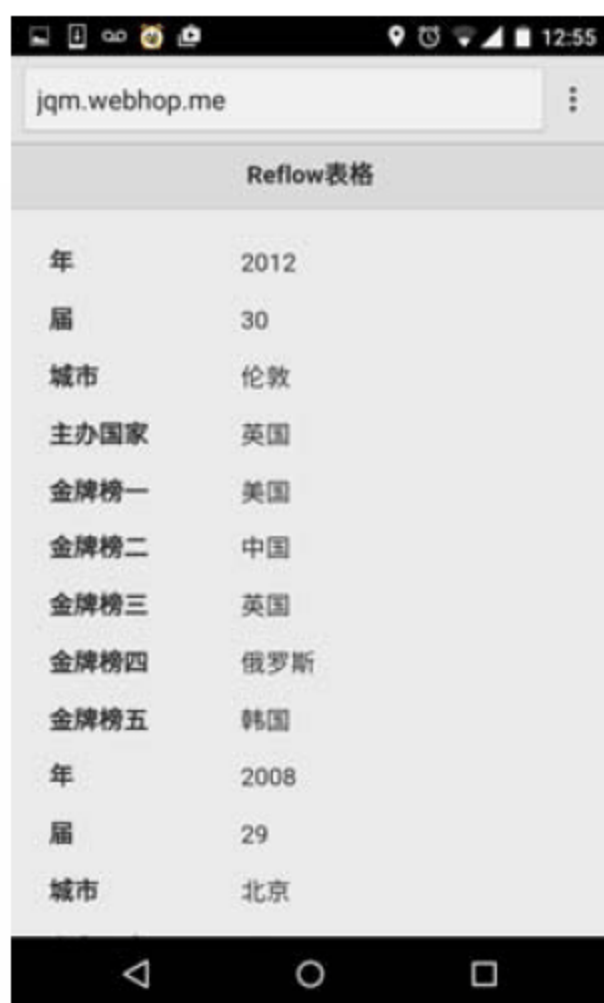 12:55
jqm.webhop.me
Reflow表格
年 2012
届 30
城市 伦敦
主办国家 英国
金牌榜一 美国
金牌榜二 中国
金牌榜三 英国
金牌榜四 俄罗斯
金牌榜五 韩国
年 2008
届 29
城市 北京